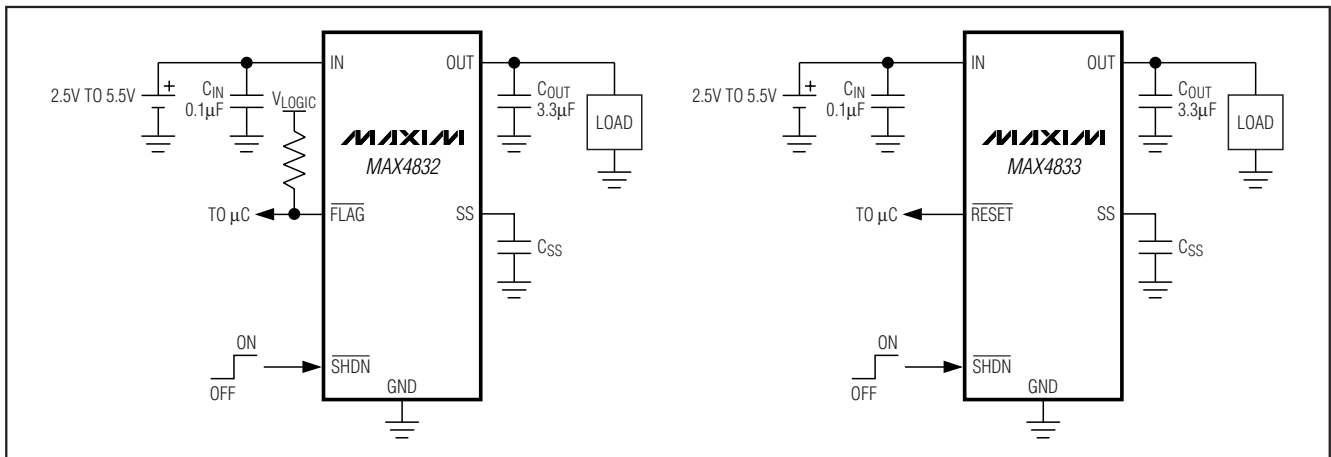 IN
OUT
2.5V TO 5.5V
+
CIN
0.1µF
VLOGIC
COUT
3.3µF
LOAD
MAXIM
MAX4832
TO µC
FLAG
SS
CSS
ON
OFF
SHDN
GND
IN
OUT
2.5V TO 5.5V
+
CIN
0.1µF
COUT
3.3µF
LOAD
MAXIM
MAX4833
TO µC
RESET
SS
CSS
ON
OFF
SHDN
GND